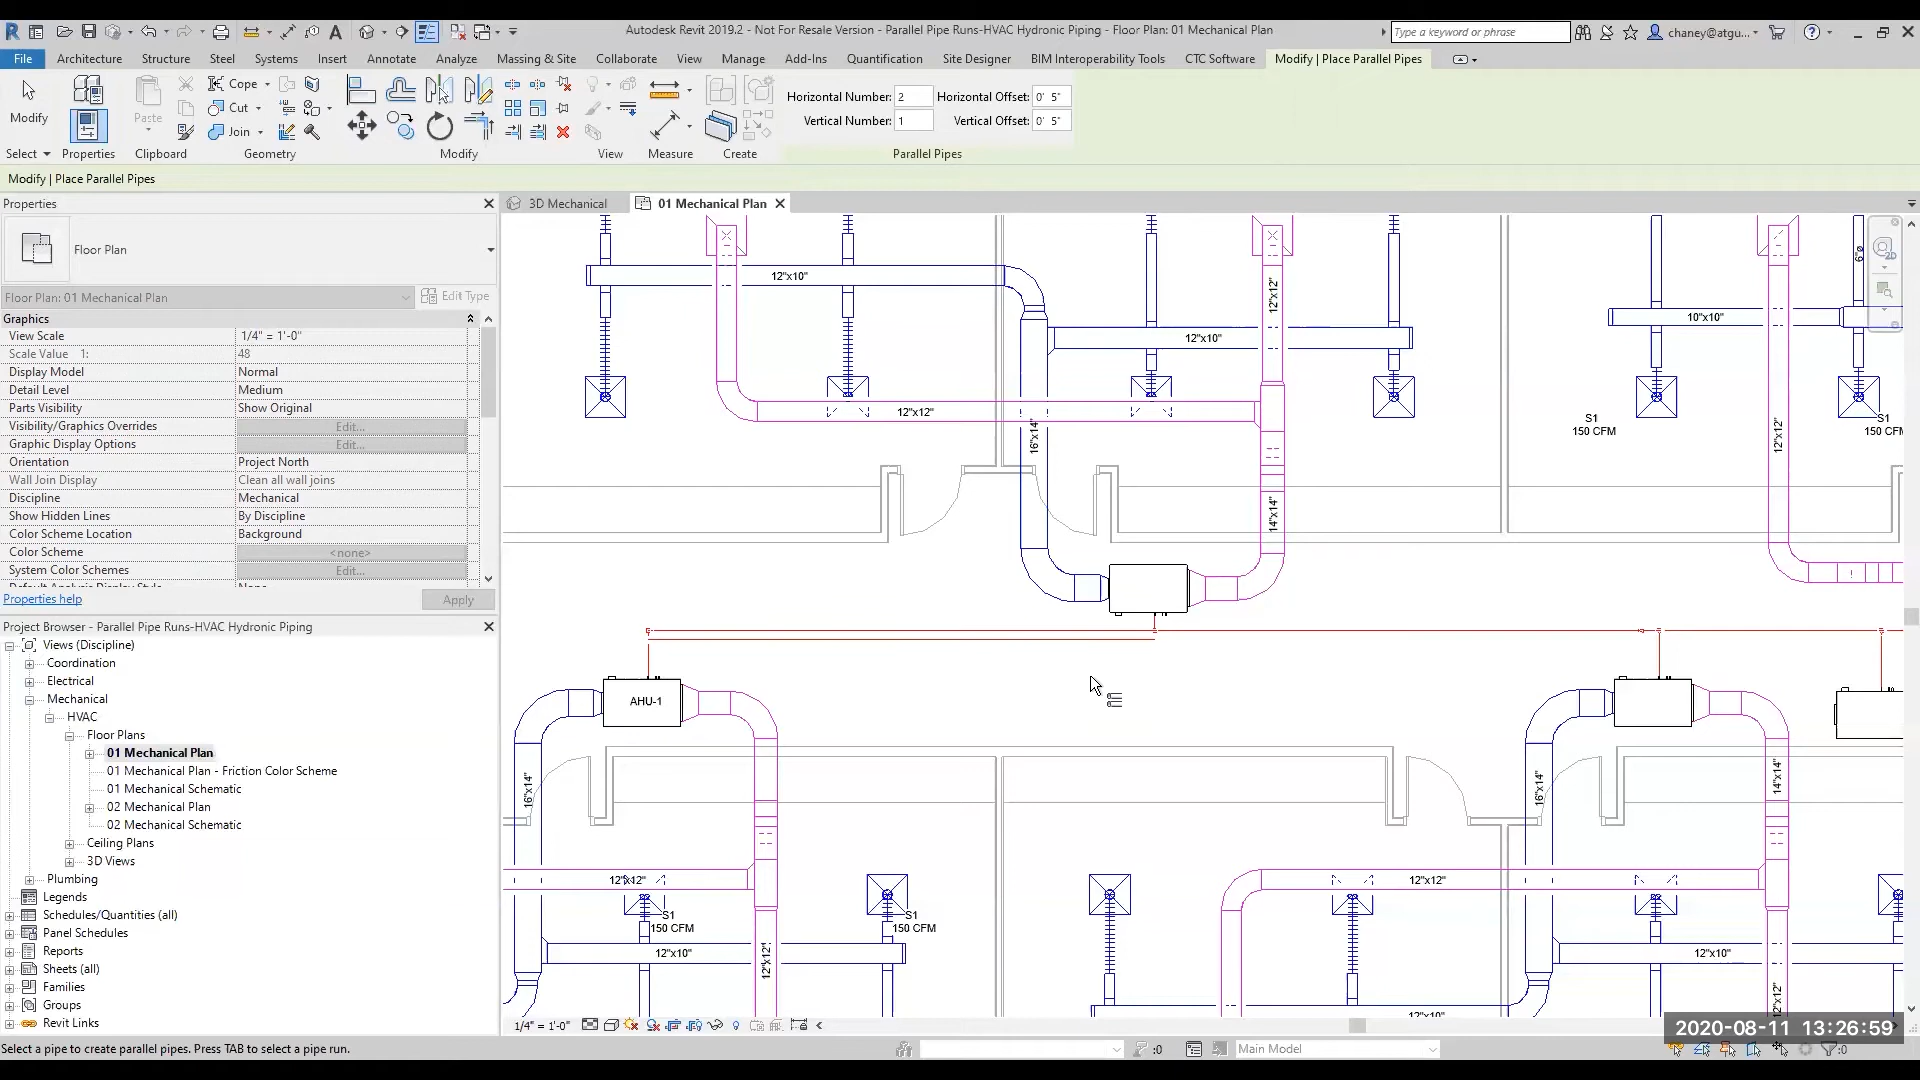 Autodesk Revit 2019.2 - Not For Resale Version - Parallel Pipe Runs-HVAC Hydronic Piping - Floor Plan: 01 Mechanical Plan
Type a keyword or phrase
chaney@atgu...
File Architecture Structure Steel Systems Insert Annotate Analyze Massing & Site Collaborate View Manage Add-Ins Quantification Site Designer BIM Interoperability Tools CTC Software Modify | Place Parallel Pipes
Modify
Paste
Cope
Cut
Join
Horizontal Number: 2 Horizontal Offset: 0' 5"
Vertical Number: 1 Vertical Offset: 0' 5"
Select Properties Clipboard Geometry Modify View Measure Create Parallel Pipes
Modify | Place Parallel Pipes
Properties
Floor Plan
Floor Plan: 01 Mechanical Plan Edit Type
Graphics
View Scale 1/4" = 1'-0"
Scale Value 1: 48
Display Model Normal
Detail Level Medium
Parts Visibility Show Original
Visibility/Graphics Overrides Edit...
Graphic Display Options Edit...
Orientation Project North
Wall Join Display Clean all wall joins
Discipline Mechanical
Show Hidden Lines By Discipline
Color Scheme Location Background
Color Scheme <none>
System Color Schemes Edit...
Properties help Apply
Project Browser - Parallel Pipe Runs-HVAC Hydronic Piping
Views (Discipline)
Coordination
Electrical
Mechanical
HVAC
Floor Plans
01 Mechanical Plan
01 Mechanical Plan - Friction Color Scheme
01 Mechanical Schematic
02 Mechanical Plan
02 Mechanical Schematic
Ceiling Plans
3D Views
Plumbing
Legends
Schedules/Quantities (all)
Panel Schedules
Reports
Sheets (all)
Families
Groups
Revit Links
3D Mechanical 01 Mechanical Plan
12"x10"
12"x12"
12"x10"
10"x10"
6"ø
12"x12"
16"x14"
12"x12"
S1
150 CFM
S1
14"x14"
AHU-1
16"x14"
16"x14"
14"x14"
12"x12"
12"x12"
S1
150 CFM
S1
150 CFM
12"x10"
12"x12"
12"x10"
12"x12"
12"x10"
1/4" = 1'-0"
2020-08-11 13:26:59
Select a pipe to create parallel pipes. Press TAB to select a pipe run.
:0
Main Model
:0